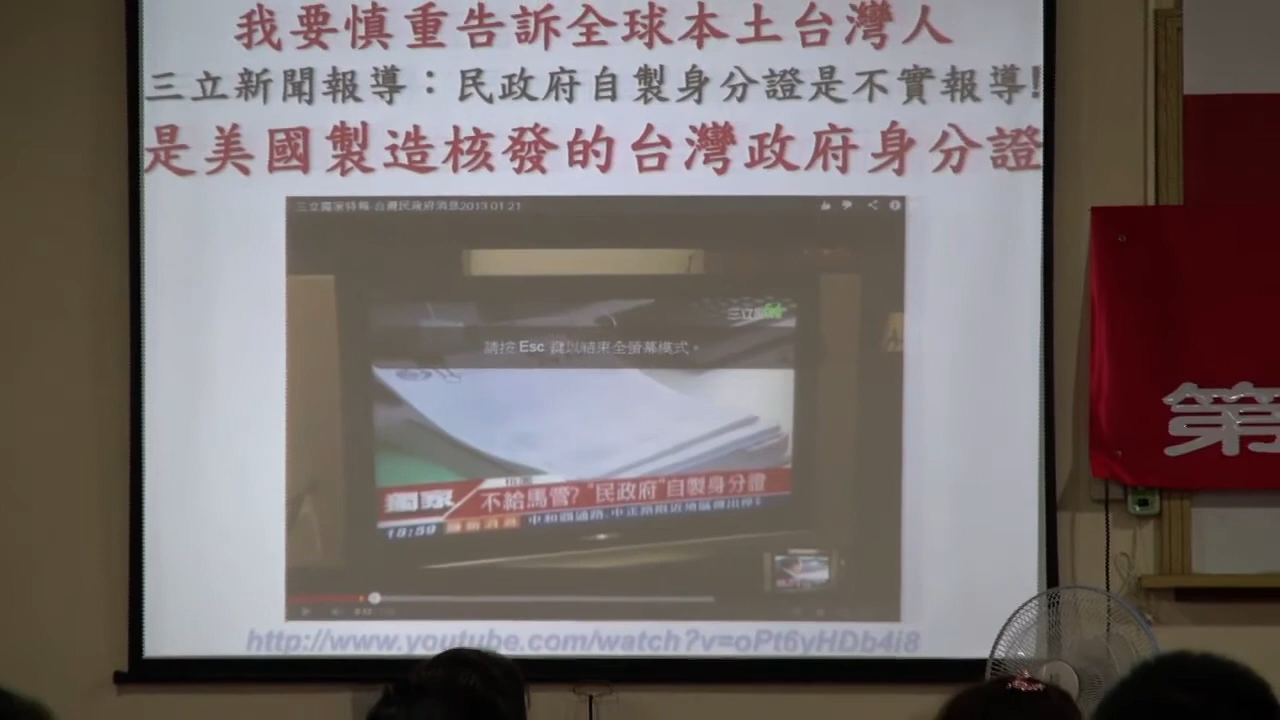 我要慎重告訴全球本土台灣人
三立新聞報導：民政府自製身分證是不實報導!
是美國製造核發的台灣政府身分證
三立獨家特報-台灣民政府消息2013 01 21
三立
請按 Esc 鍵以結束全螢幕模式。
獨家
不給馬管? "民政府"自製身分證
18:59
http://www.youtube.com/watch?v=oPt6yHDb4i8
第